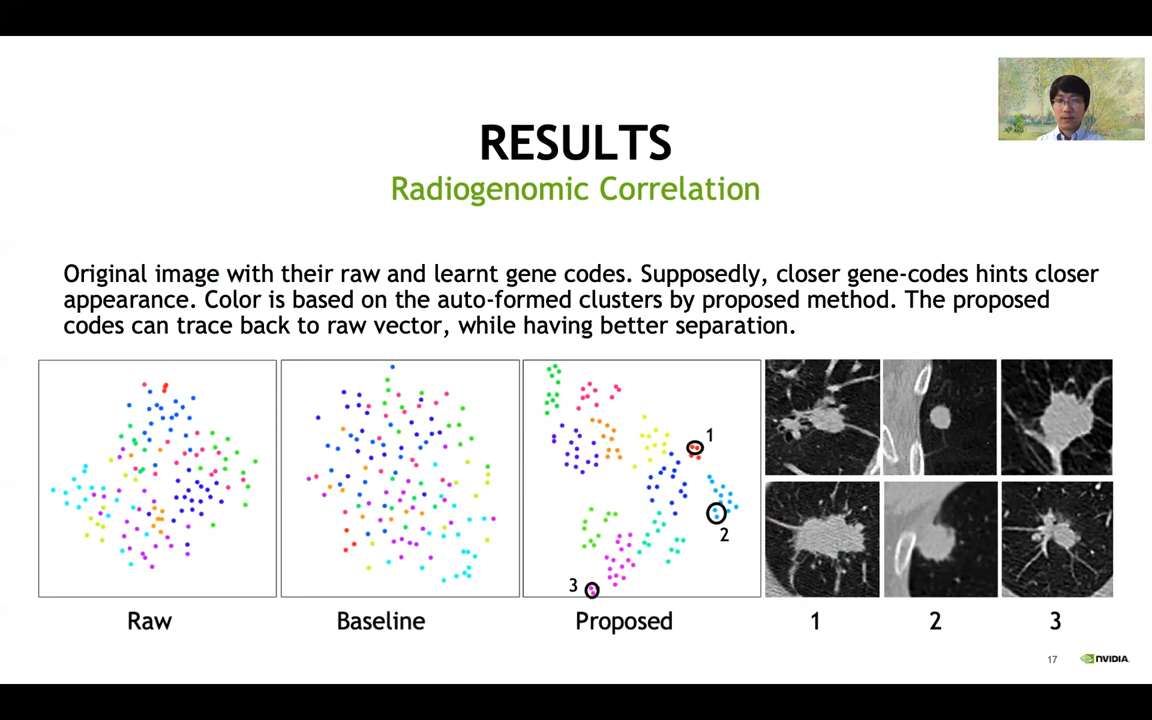 RESULTS
Radiogenomic Correlation
Original image with their raw and learnt gene codes. Supposedly, closer gene-codes hints closer
appearance. Color is based on the auto-formed clusters by proposed method. The proposed
codes can trace back to raw vector, while having better separation.
1
2
3
Raw
Baseline
Proposed
1
2
3
17
NVIDIA.